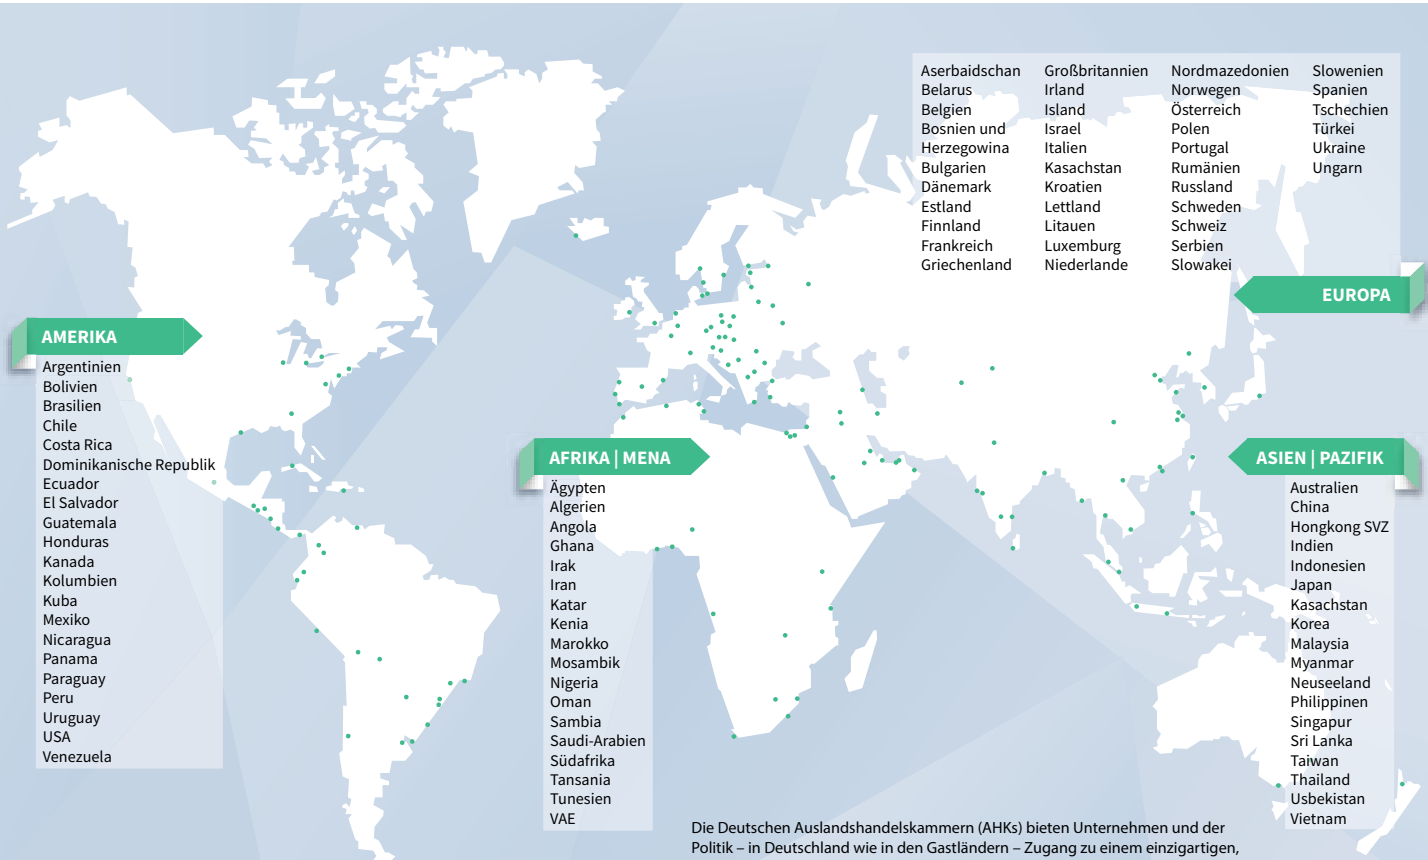 Aserbaidschan
Belarus
Belgien
Bosnien und
Herzegowina
Bulgarien
Dänemark
Estland
Finnland
Frankreich
Griechenland
Großbritannien
Irland
Island
Israel
Italien
Kasachstan
Kroatien
Lettland
Litauen
Luxemburg
Niederlande
Nordmazedonien
Norwegen
Österreich
Polen
Portugal
Rumänien
Russland
Schweden
Schweiz
Serbien
Slowakei
Slowenien
Spanien
Tschechien
Türkei
Ukraine
Ungarn
EUROPA
AMERIKA
Argentinien
Bolivien
Brasilien
Chile
Costa Rica
Dominikanische Republik
Ecuador
El Salvador
Guatemala
Honduras
Kanada
Kolumbien
Kuba
Mexiko
Nicaragua
Panama
Paraguay
Peru
Uruguay
USA
Venezuela
AFRIKA | MENA
Ägypten
Algerien
Angola
Ghana
Irak
Iran
Katar
Kenia
Marokko
Mosambik
Nigeria
Oman
Sambia
Saudi-Arabien
Südafrika
Tansania
Tunesien
VAE
ASIEN | PAZIFIK
Australien
China
Hongkong SVZ
Indien
Indonesien
Japan
Kasachstan
Korea
Malaysia
Myanmar
Neuseeland
Philippinen
Singapur
Sri Lanka
Taiwan
Thailand
Usbekistan
Vietnam
Die Deutschen Auslandshandelskammern (AHKs) bieten Unternehmen und der
Politik – in Deutschland wie in den Gastländern – Zugang zu einem einzigartigen,